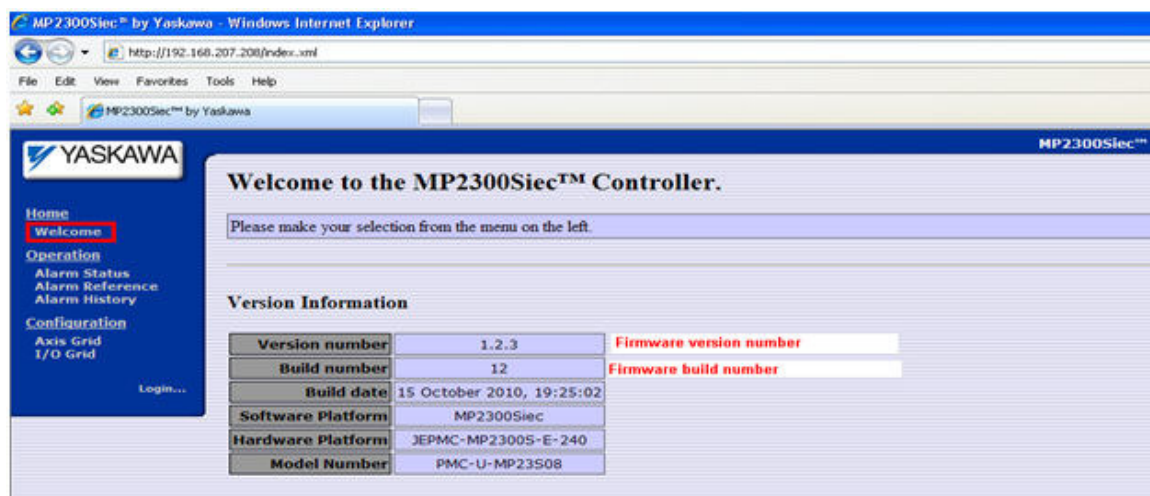 MP2300Siec™ by Yaskawa - Windows Internet Explorer
http://192.168.207.208/index.xml
File Edit View Favorites Tools Help
MP2300Siec™ by Yaskawa
MP2300Siec™
YASKAWA
Welcome to the MP2300Siec™ Controller.
Home
Welcome
Please make your selection from the menu on the left.
Operation
Alarm Status
Alarm Reference
Alarm History
Configuration
Axis Grid
I/O Grid
Login...
Version Information
Version number 1.2.3 Firmware version number
Build number 12 Firmware build number
Build date 15 October 2010, 19:25:02
Software Platform MP2300Siec
Hardware Platform JEPMC-MP2300S-E-240
Model Number PMC-U-MP23S08